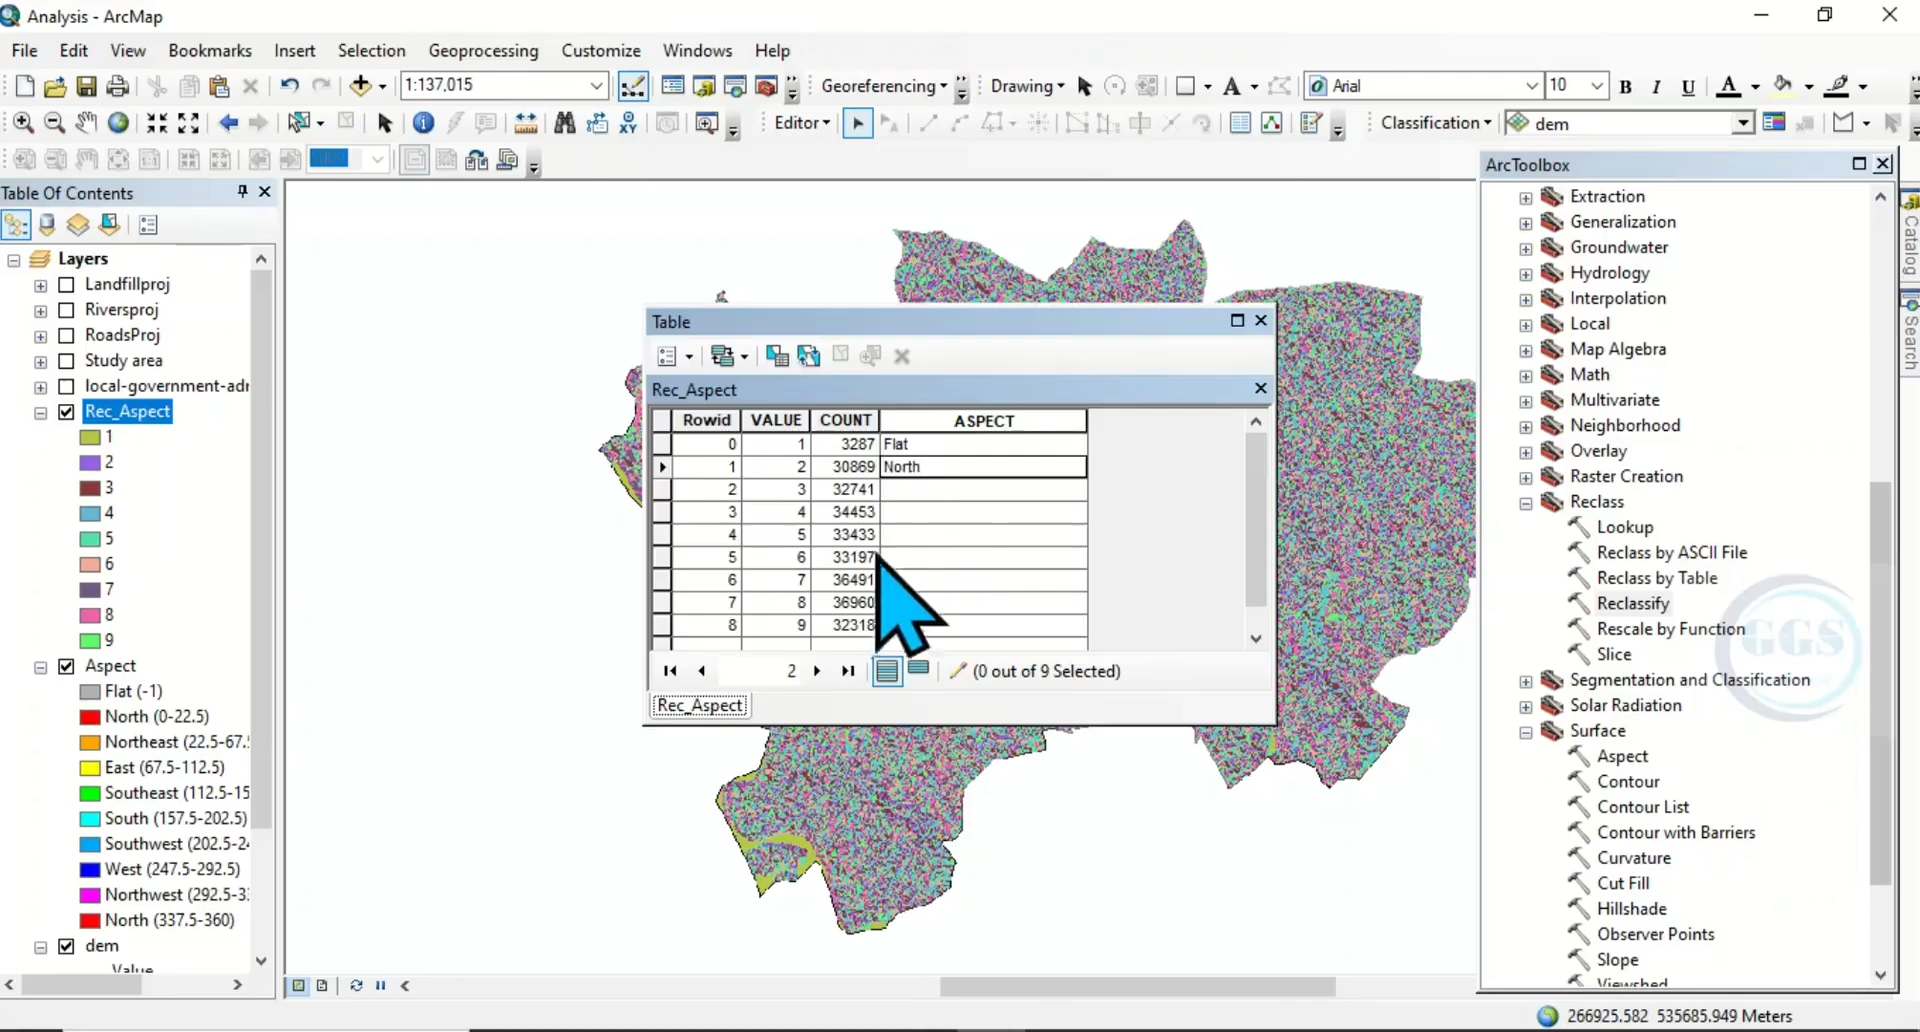 Analysis - ArcMap
File Edit View Bookmarks Insert Selection Geoprocessing Customize Windows Help
1:137,015 Georeferencing Drawing A Arial 10 B I U A
Editor Classification dem
Table Of Contents
Layers
Landfillproj
Riversproj
RoadsProj
Study area
local-government-adr
Rec_Aspect
1
2
3
4
5
6
7
8
9
Aspect
Flat (-1)
North (0-22.5)
Northeast (22.5-67.
East (67.5-112.5)
Southeast (112.5-15
South (157.5-202.5)
Southwest (202.5-24
West (247.5-292.5)
Northwest (292.5-3
North (337.5-360)
dem
Value
Table
Rec_Aspect
Rowid VALUE COUNT ASPECT
0 1 3287 Flat
1 2 30869 North
2 3 32741
3 4 34453
4 5 33433
5 6 33197
6 7 36491
7 8 36960
8 9 32318
2 (0 out of 9 Selected)
Rec_Aspect
ArcToolbox
Extraction
Generalization
Groundwater
Hydrology
Interpolation
Local
Map Algebra
Math
Multivariate
Neighborhood
Overlay
Raster Creation
Reclass
Lookup
Reclass by ASCII File
Reclass by Table
Reclassify
Rescale by Function
Slice
Segmentation and Classification
Solar Radiation
Surface
Aspect
Contour
Contour List
Contour with Barriers
Curvature
Cut Fill
Hillshade
Observer Points
Slope
Viewshed
GGS
Catalog
Search
266925.582 535685.949 Meters